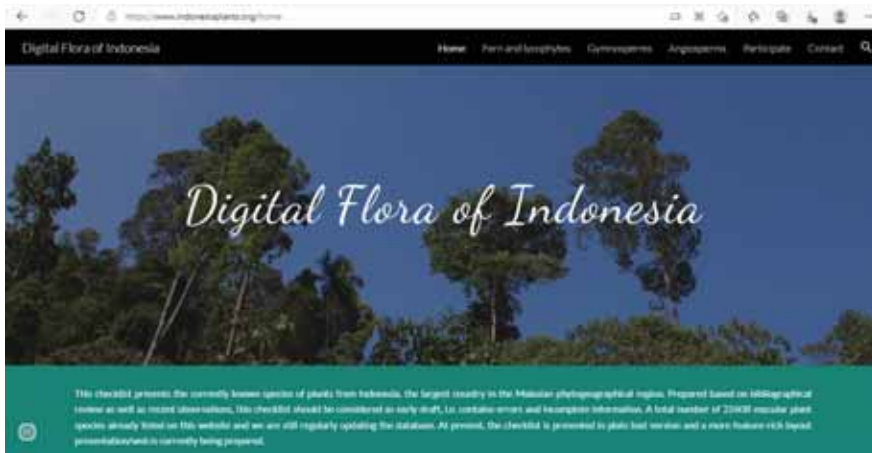 https://www.indonesiaplants.org/home
Digital Flora of Indonesia
Home Fern and lycophytes Gymnosperms Angiosperms Participate Contact
Digital Flora of Indonesia
This checklist presents the currently known species of plants from Indonesia, the largest country in the Malesian phytogeographical region. Prepared based on bibliographical
review as well as recent observations, this checklist should be considered as early draft, i.e. contains errors and incomplete information. A total number of vascular plant
species already listed on this website and we are still regularly updating the database. At present, the checklist is presented in plain text version and a more feature-rich layout
presentation/web is currently being prepared.